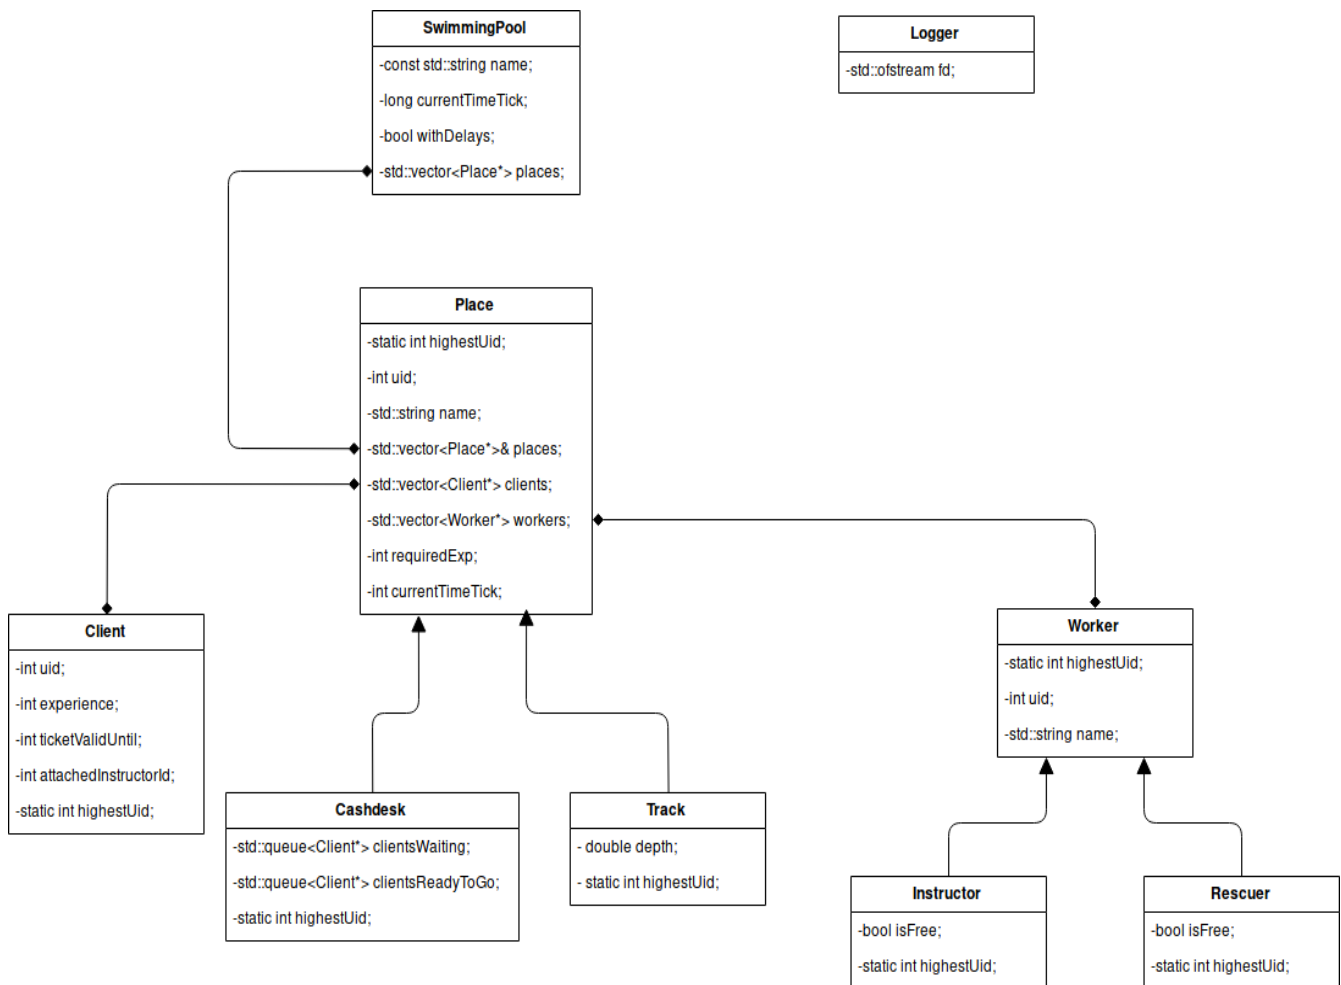 SwimmingPool
-const std::string name;
-long currentTimeTick;
-bool withDelays;
-std::vector<Place*> places;
Logger
-std::ofstream fd;
Place
-static int highestUid;
-int uid;
-std::string name;
-std::vector<Place*>& places;
-std::vector<Client*> clients;
-std::vector<Worker*> workers;
-int requiredExp;
-int currentTimeTick;
Client
-int uid;
-int experience;
-int ticketValidUntil;
-int attachedInstructorId;
-static int highestUid;
Worker
-static int highestUid;
-int uid;
-std::string name;
Cashdesk
-std::queue<Client*> clientsWaiting;
-std::queue<Client*> clientsReadyToGo;
-static int highestUid;
Track
- double depth;
- static int highestUid;
Instructor
-bool isFree;
-static int highestUid;
Rescuer
-bool isFree;
-static int highestUid;